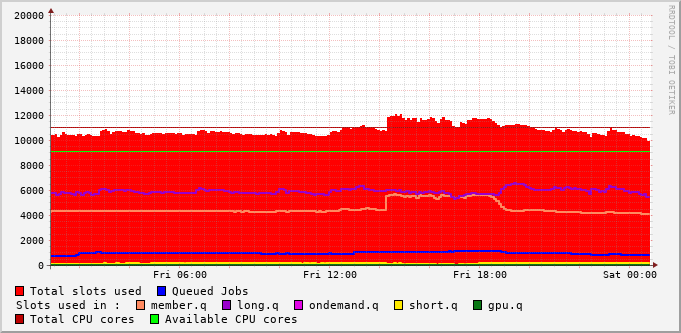 RRDTOOL / TOBI OETIKER
20000
18000
16000
14000
12000
10000
8000
6000
4000
2000
0
Fri 06:00 Fri 12:00 Fri 18:00 Sat 00:00
Total slots used Queued Jobs
Slots used in : member.q long.q ondemand.q short.q gpu.q
Total CPU cores Available CPU cores